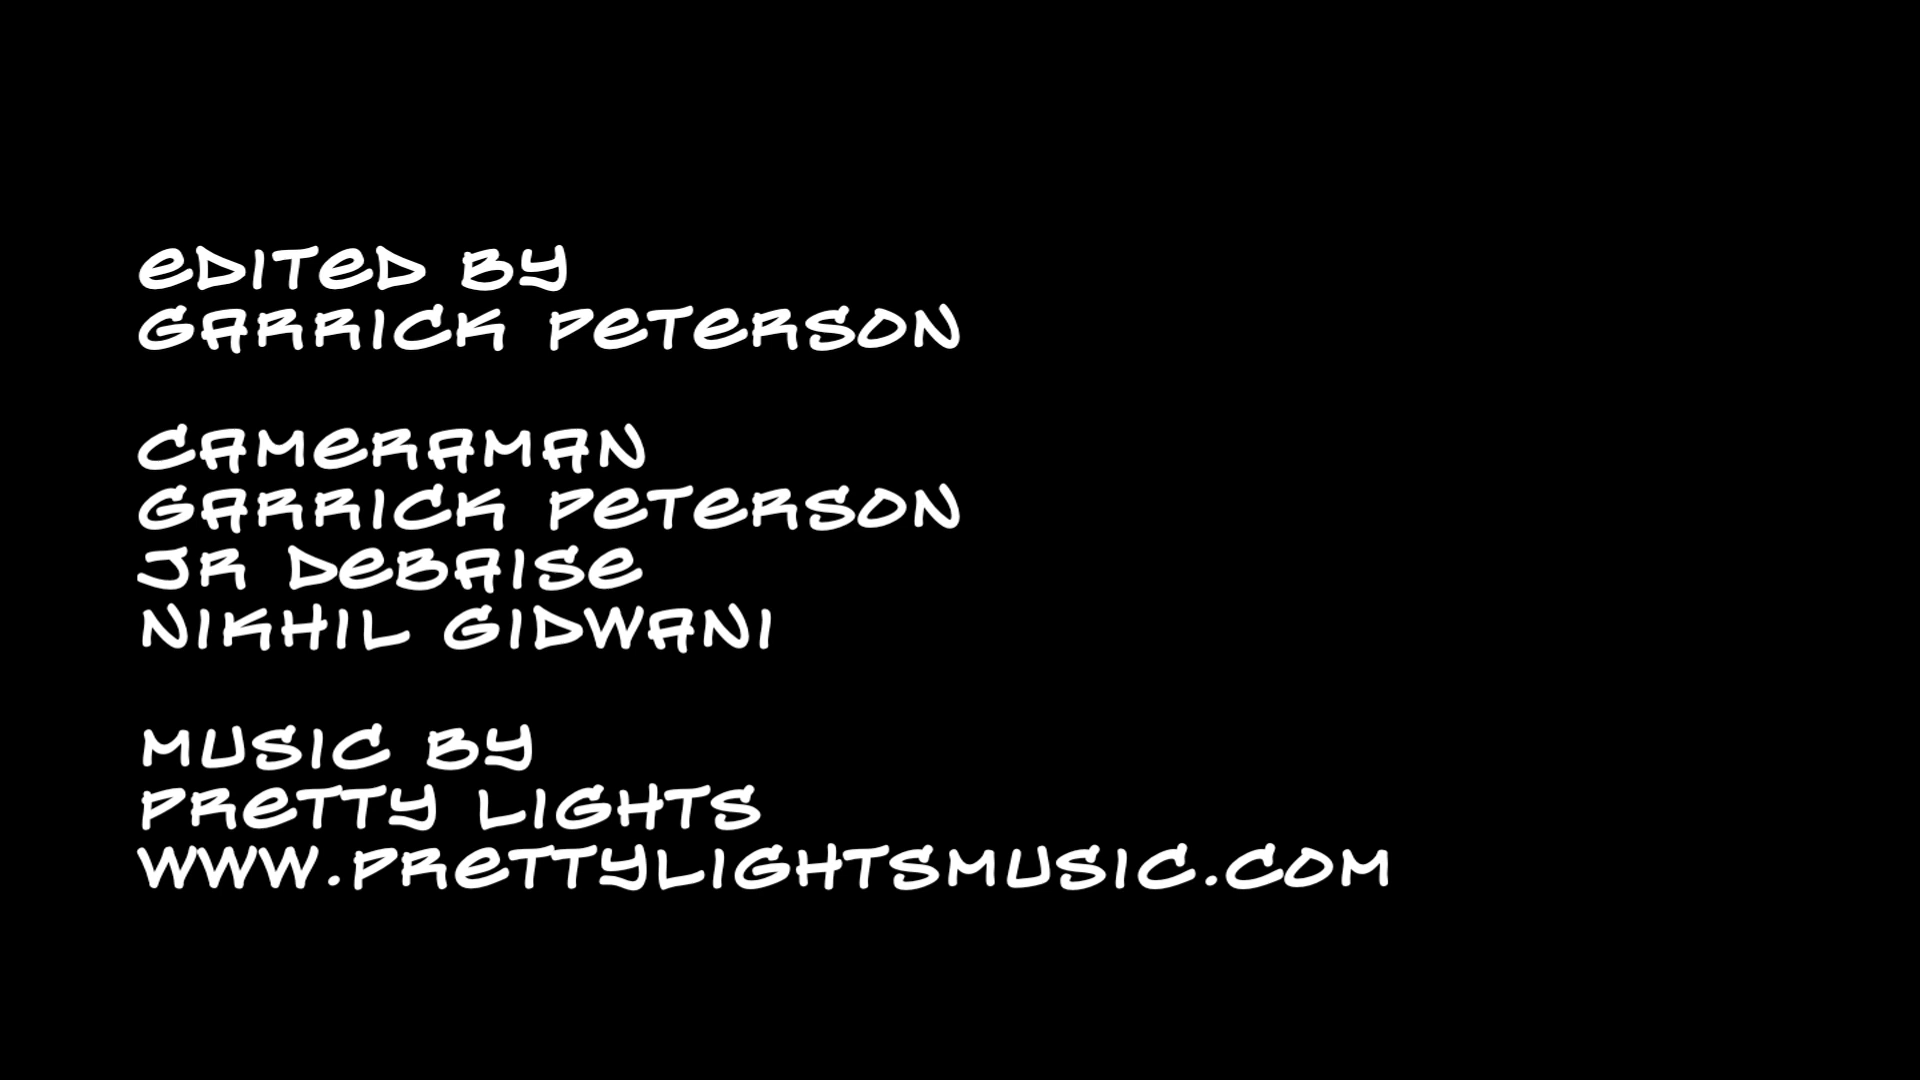 EDITED BY
GARRICK PETERSON
CAMERAMAN
GARRICK PETERSON
JR DEBAISE
NIKHIL GIDWANI
MUSIC BY
PRETTY LIGHTS
WWW.PRETTYLIGHTSMUSIC.COM